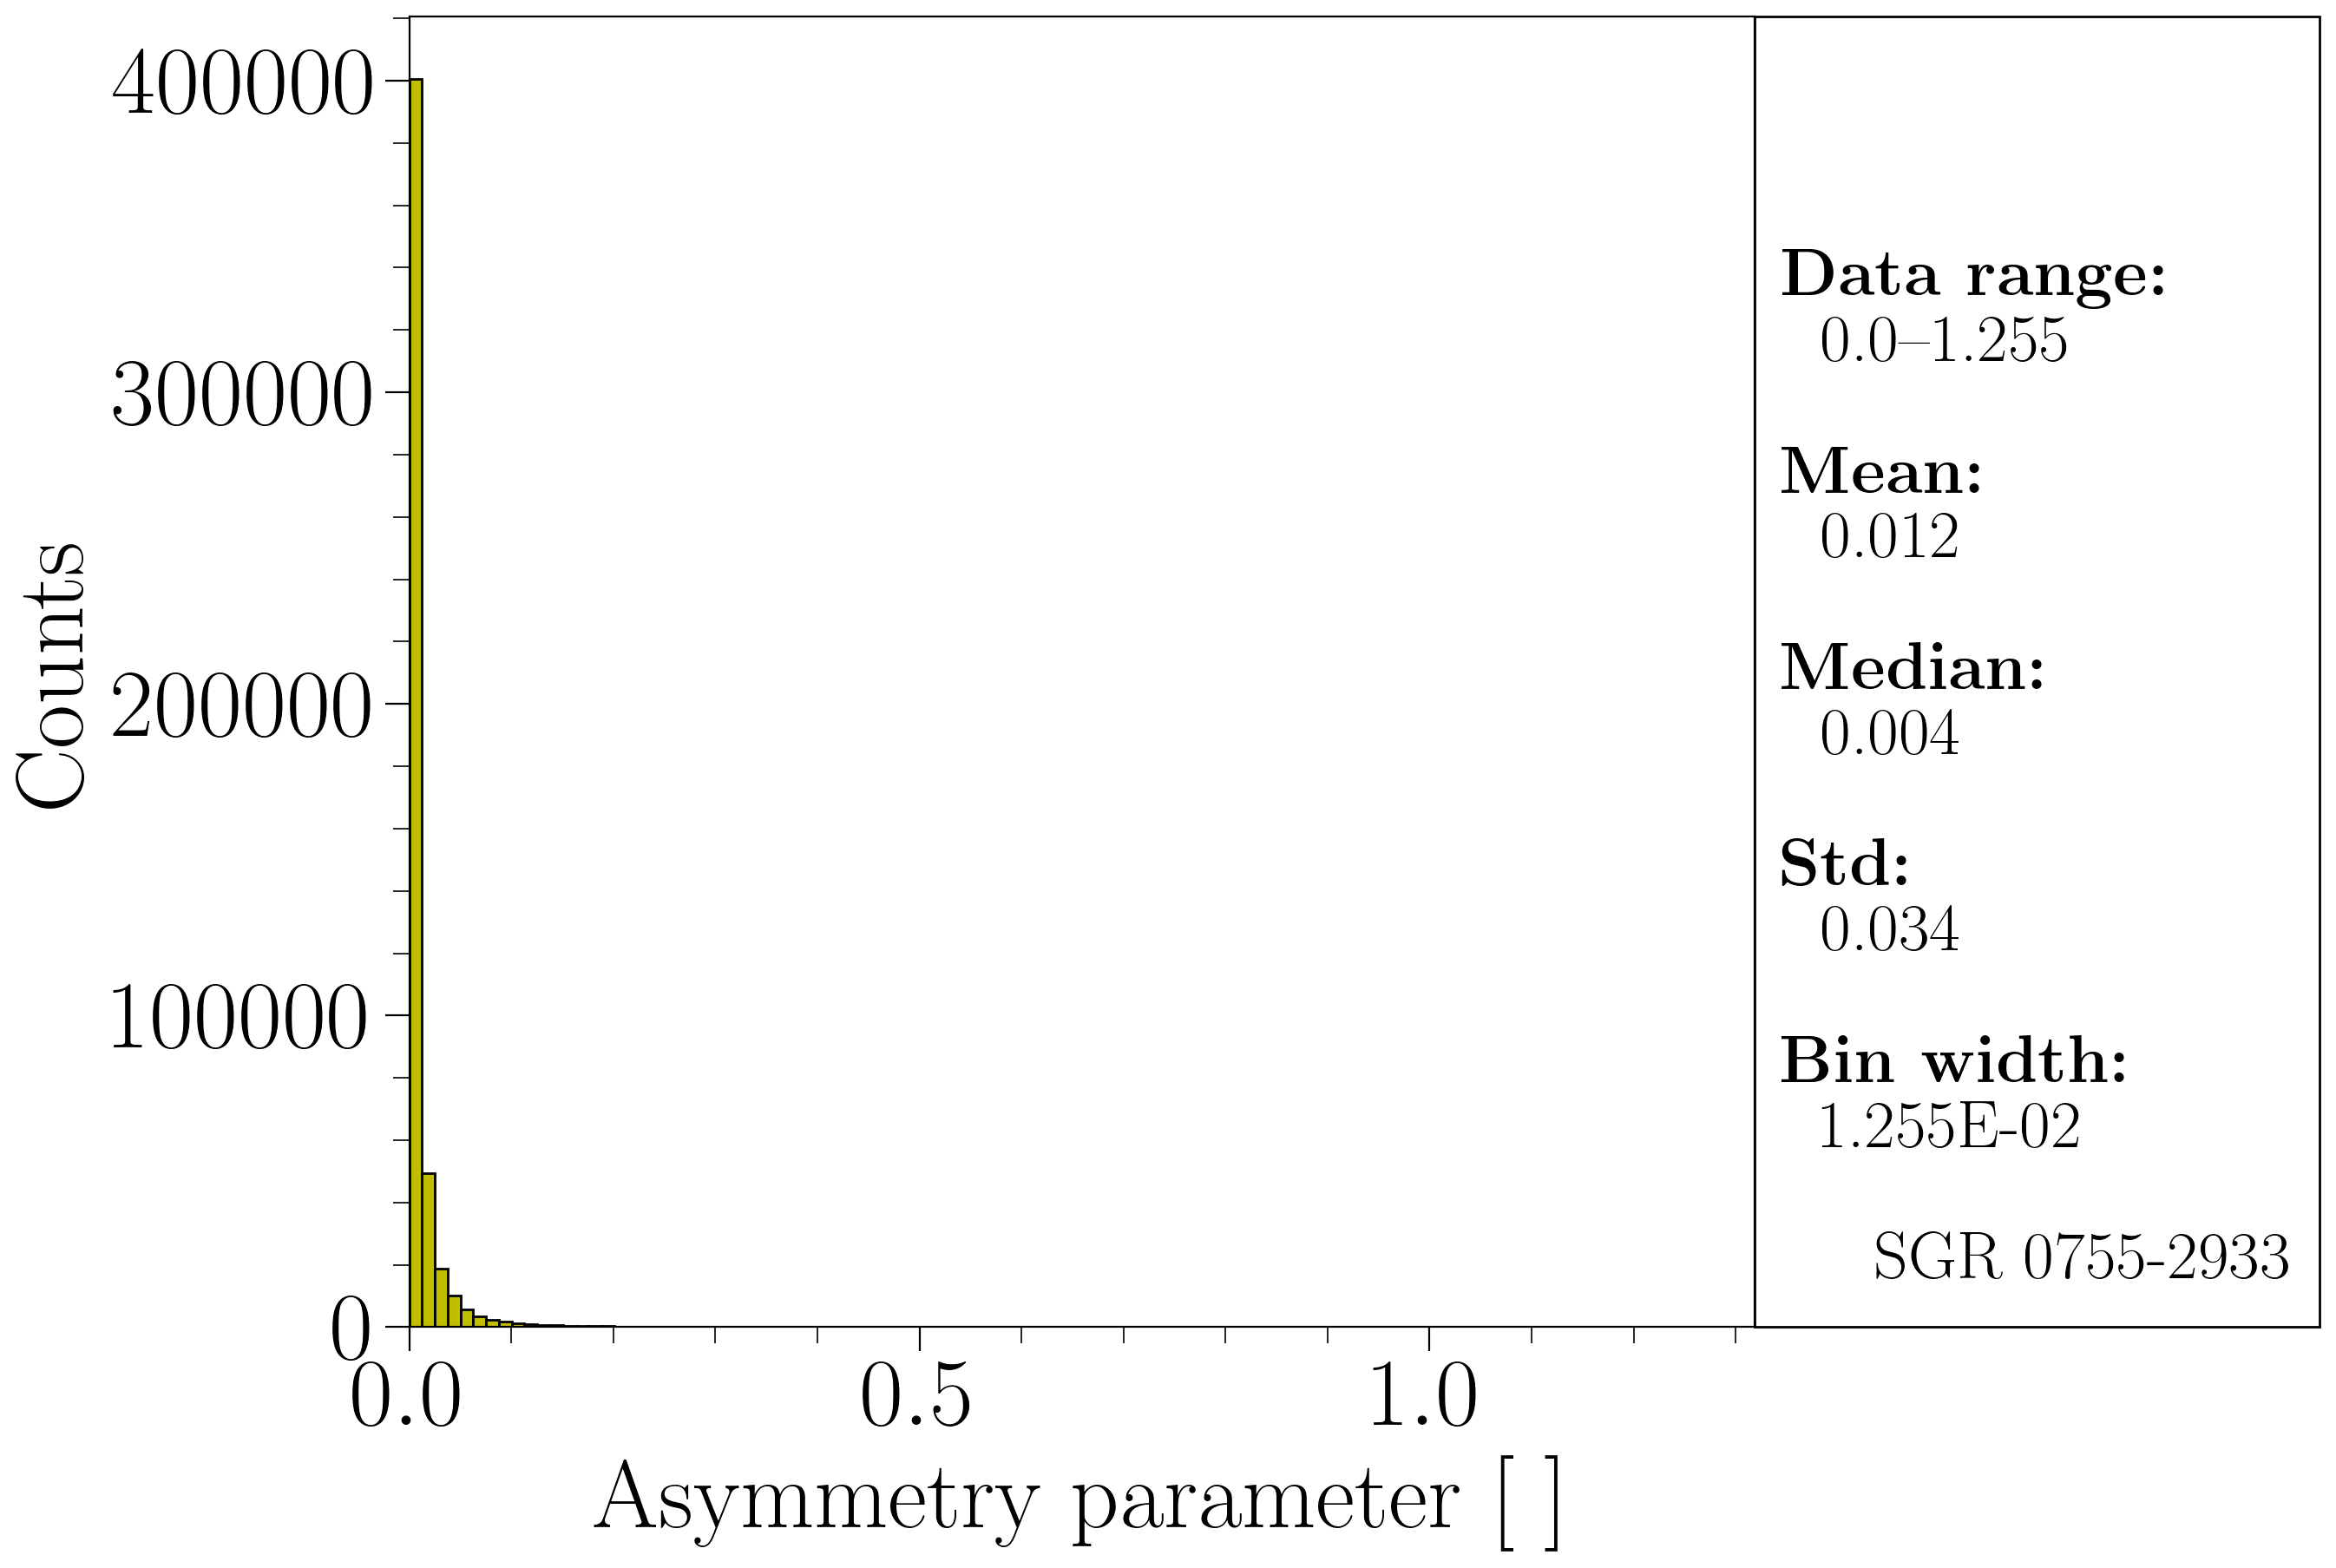 400000
300000
200000
100000
0
Counts
0.0
0.5
1.0
Asymmetry parameter [ ]
Data range:
0.0–1.255
Mean:
0.012
Median:
0.004
Std:
0.034
Bin width:
1.255E-02
SGR 0755-2933